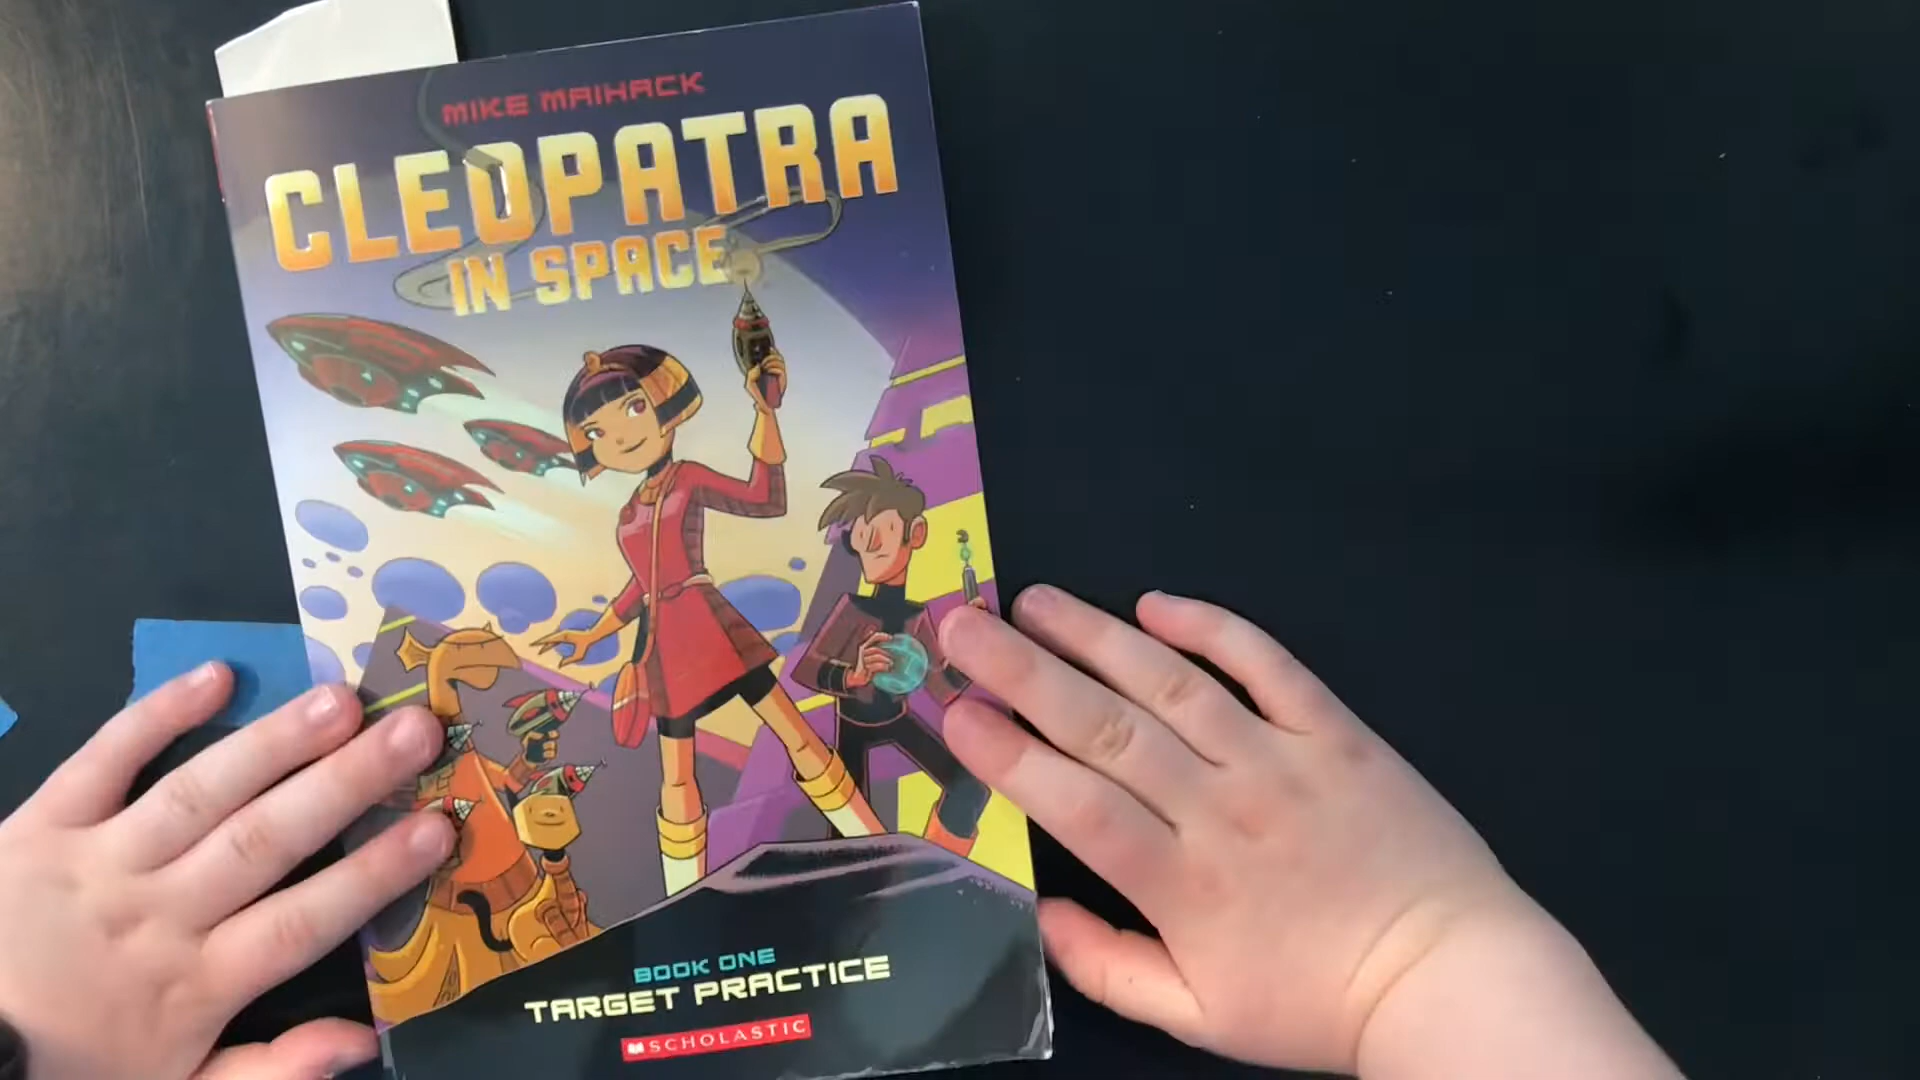 MIKE MAIHACK
CLEOPATRA
IN SPACE
BOOK ONE
TARGET PRACTICE
SCHOLASTIC